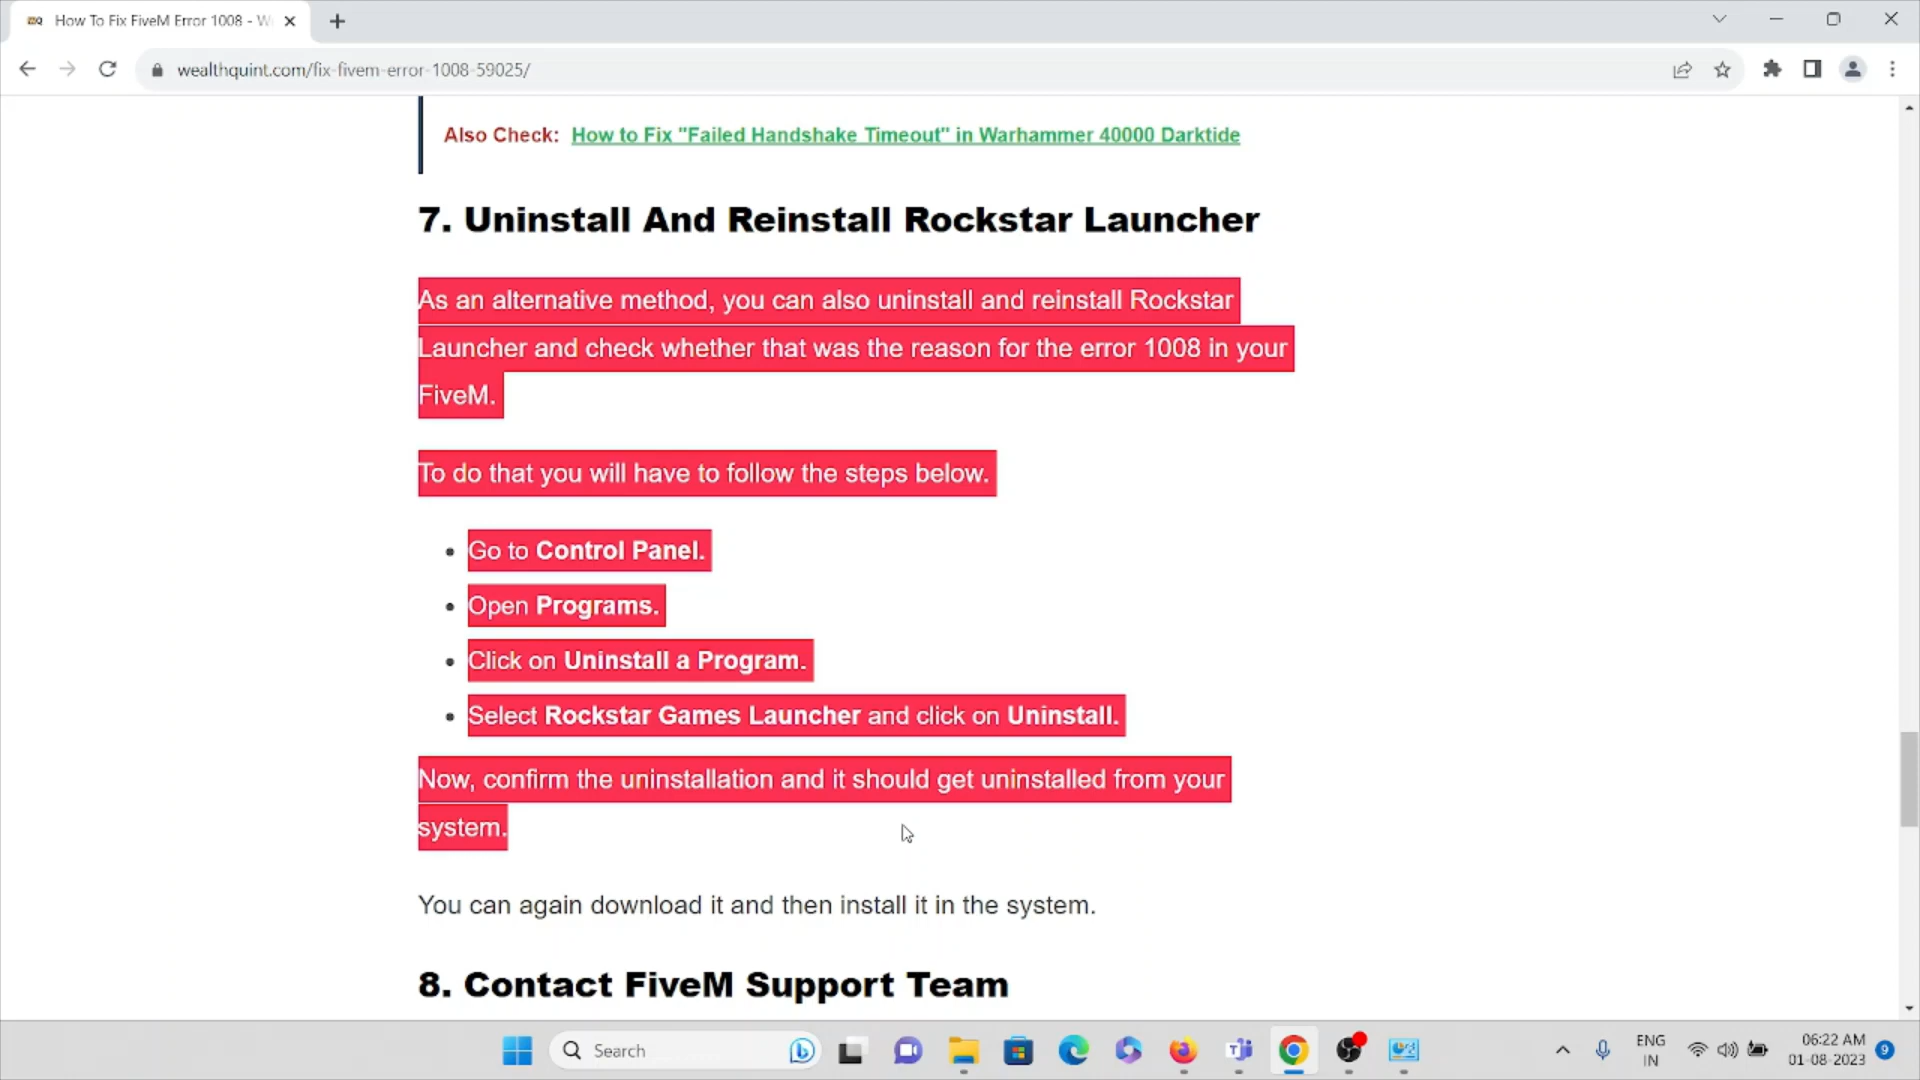 How To Fix FiveM Error 1008 - W
wealthquint.com/fix-fivem-error-1008-59025/
Also Check: How to Fix "Failed Handshake Timeout" in Warhammer 40000 Darktide
7. Uninstall And Reinstall Rockstar Launcher
As an alternative method, you can also uninstall and reinstall Rockstar
Launcher and check whether that was the reason for the error 1008 in your
FiveM.
To do that you will have to follow the steps below.
• Go to Control Panel.
• Open Programs.
• Click on Uninstall a Program.
• Select Rockstar Games Launcher and click on Uninstall.
Now, confirm the uninstallation and it should get uninstalled from your
system.
You can again download it and then install it in the system.
8. Contact FiveM Support Team
Search
ENG
IN
06:22 AM
01-08-2023
9